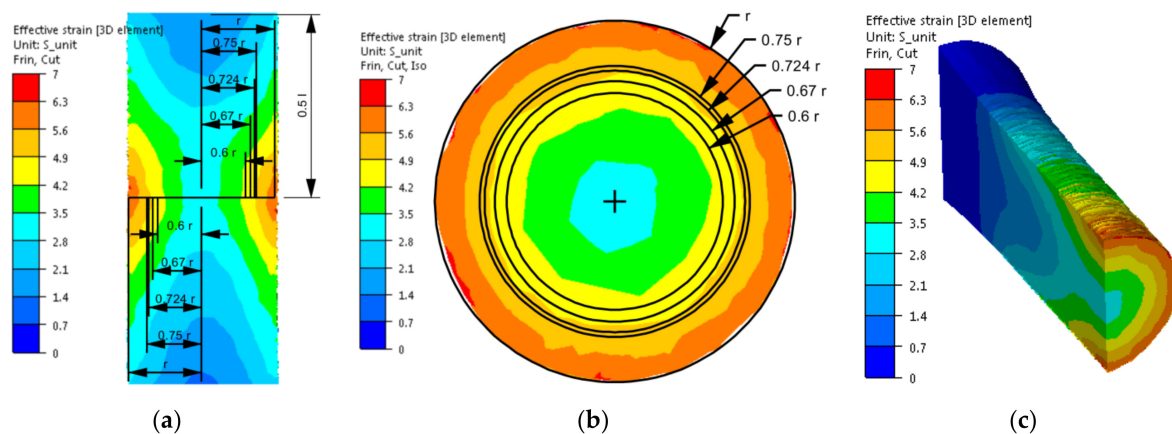 Effective strain [3D element]
Unit: S_unit
Frin, Cut
7
6.3
5.6
4.9
4.2
3.5
2.8
2.1
1.4
0.7
0
r
0.75 r
0.724 r
0.67 r
0.6 r
0.5 l
0.6 r
0.67 r
0.724 r
0.75 r
r
(a)
Effective strain [3D element]
Unit: S_unit
Frin, Cut, Iso
7
6.3
5.6
4.9
4.2
3.5
2.8
2.1
1.4
0.7
0
r
0.75 r
0.724 r
0.67 r
0.6 r
(b)
Effective strain [3D element]
Unit: S_unit
Frin, Cut
7
6.3
5.6
4.9
4.2
3.5
2.8
2.1
1.4
0.7
0
(c)